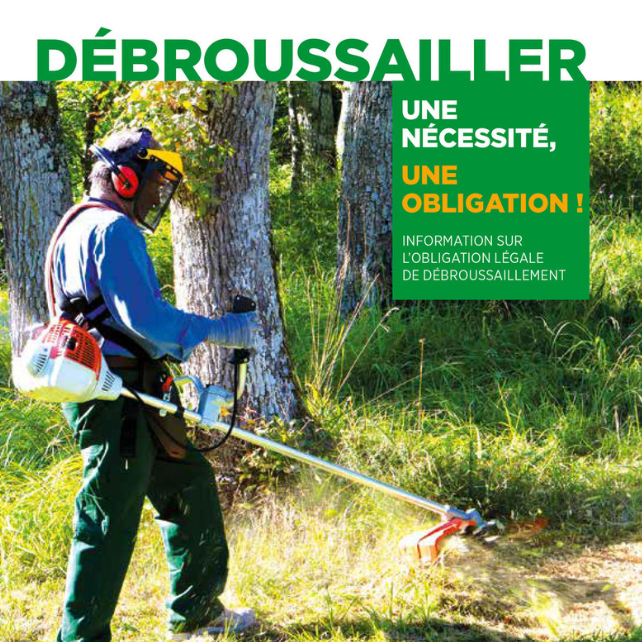 DÉBROUSSAILLER
UNE
NÉCESSITÉ,
UNE
OBLIGATION !
INFORMATION SUR
L'OBLIGATION LÉGALE
DE DÉBROUSSAILLEMENT